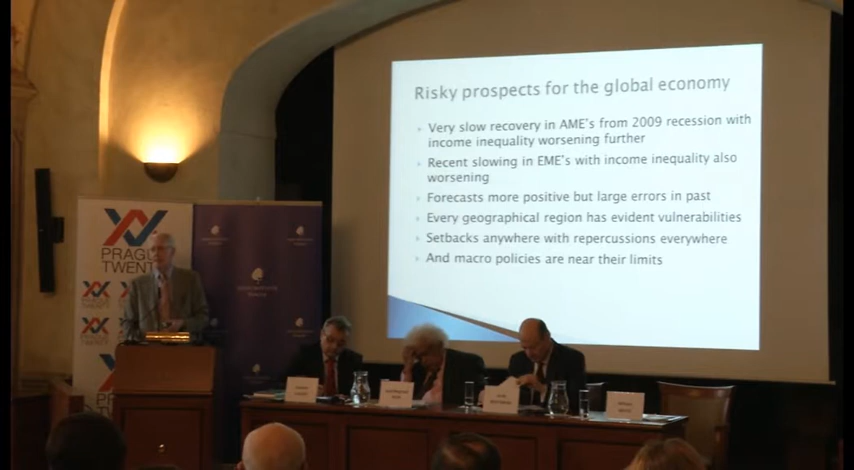 Risky prospects for the global economy
Very slow recovery in AME's from 2009 recession with
income inequality worsening further
Recent slowing in EME's with income inequality also
worsening
Forecasts more positive but large errors in past
Every geographical region has evident vulnerabilities
Setbacks anywhere with repercussions everywhere
And macro policies are near their limits
PRAGU
TWENT